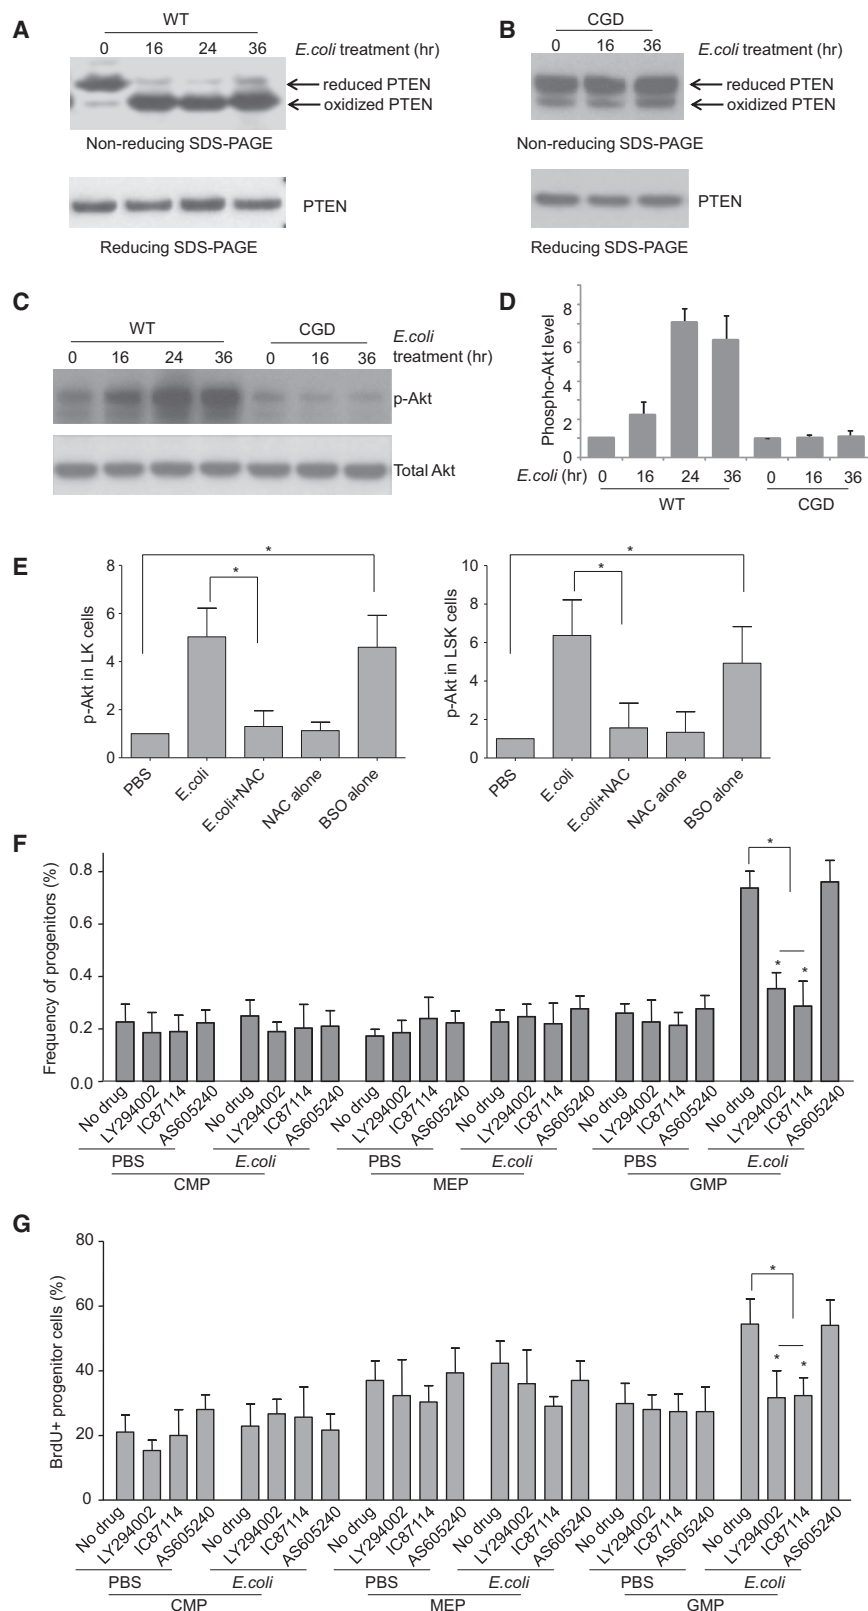 A
WT
0 16 24 36 E.coli treatment (hr)
reduced PTEN
oxidized PTEN
Non-reducing SDS-PAGE
PTEN
Reducing SDS-PAGE
B
CGD
0 16 36 E.coli treatment (hr)
reduced PTEN
oxidized PTEN
Non-reducing SDS-PAGE
PTEN
Reducing SDS-PAGE
C
WT CGD E.coli
0 16 24 36 0 16 36 treatment (hr)
p-Akt
Total Akt
D
Phospho-Akt level
8
6
4
2
0
E.coli (hr) 0 16 24 36 0 16 36
WT CGD
E
p-Akt in LK cells
8
6
4
2
0
* *
PBS E.coli E.coli+NAC NAC alone BSO alone
p-Akt in LSK cells
10
8
6
4
2
0
* *
PBS E.coli E.coli+NAC NAC alone BSO alone
F
Frequency of progenitors (%)
0.8
0.6
0.4
0.2
0.0
*
* *
No drug LY294002 IC87114 AS605240 No drug LY294002 IC87114 AS605240 No drug LY294002 IC87114 AS605240 No drug LY294002 IC87114 AS605240 No drug LY294002 IC87114 AS605240 No drug LY294002 IC87114 AS605240
PBS E.coli PBS E.coli PBS E.coli
CMP MEP GMP
G
BrdU+ progenitor cells (%)
80
60
40
20
0
*
* *
No drug LY294002 IC87114 AS605240 No drug LY294002 IC87114 AS605240 No drug LY294002 IC87114 AS605240 No drug LY294002 IC87114 AS605240 No drug LY294002 IC87114 AS605240 No drug LY294002 IC87114 AS605240
PBS E.coli PBS E.coli PBS E.coli
CMP MEP GMP